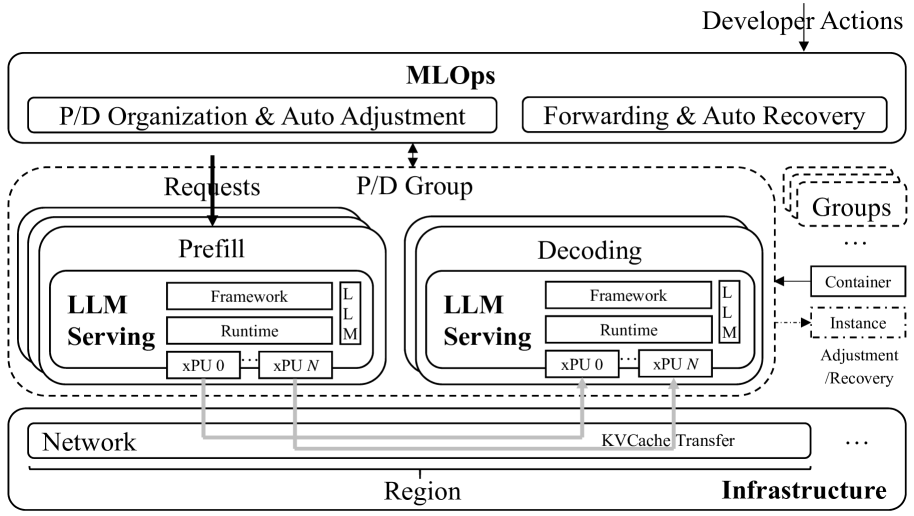 Developer Actions
MLOps
P/D Organization & Auto Adjustment
Forwarding & Auto Recovery
Requests
P/D Group
Groups
...
Prefill
LLM
Serving
Framework
Runtime
L
L
M
xPU 0
...
xPU N
Decoding
LLM
Serving
Framework
Runtime
L
L
M
xPU 0
...
xPU N
Container
Instance
Adjustment
/Recovery
Network
KVCache Transfer
...
Region
Infrastructure